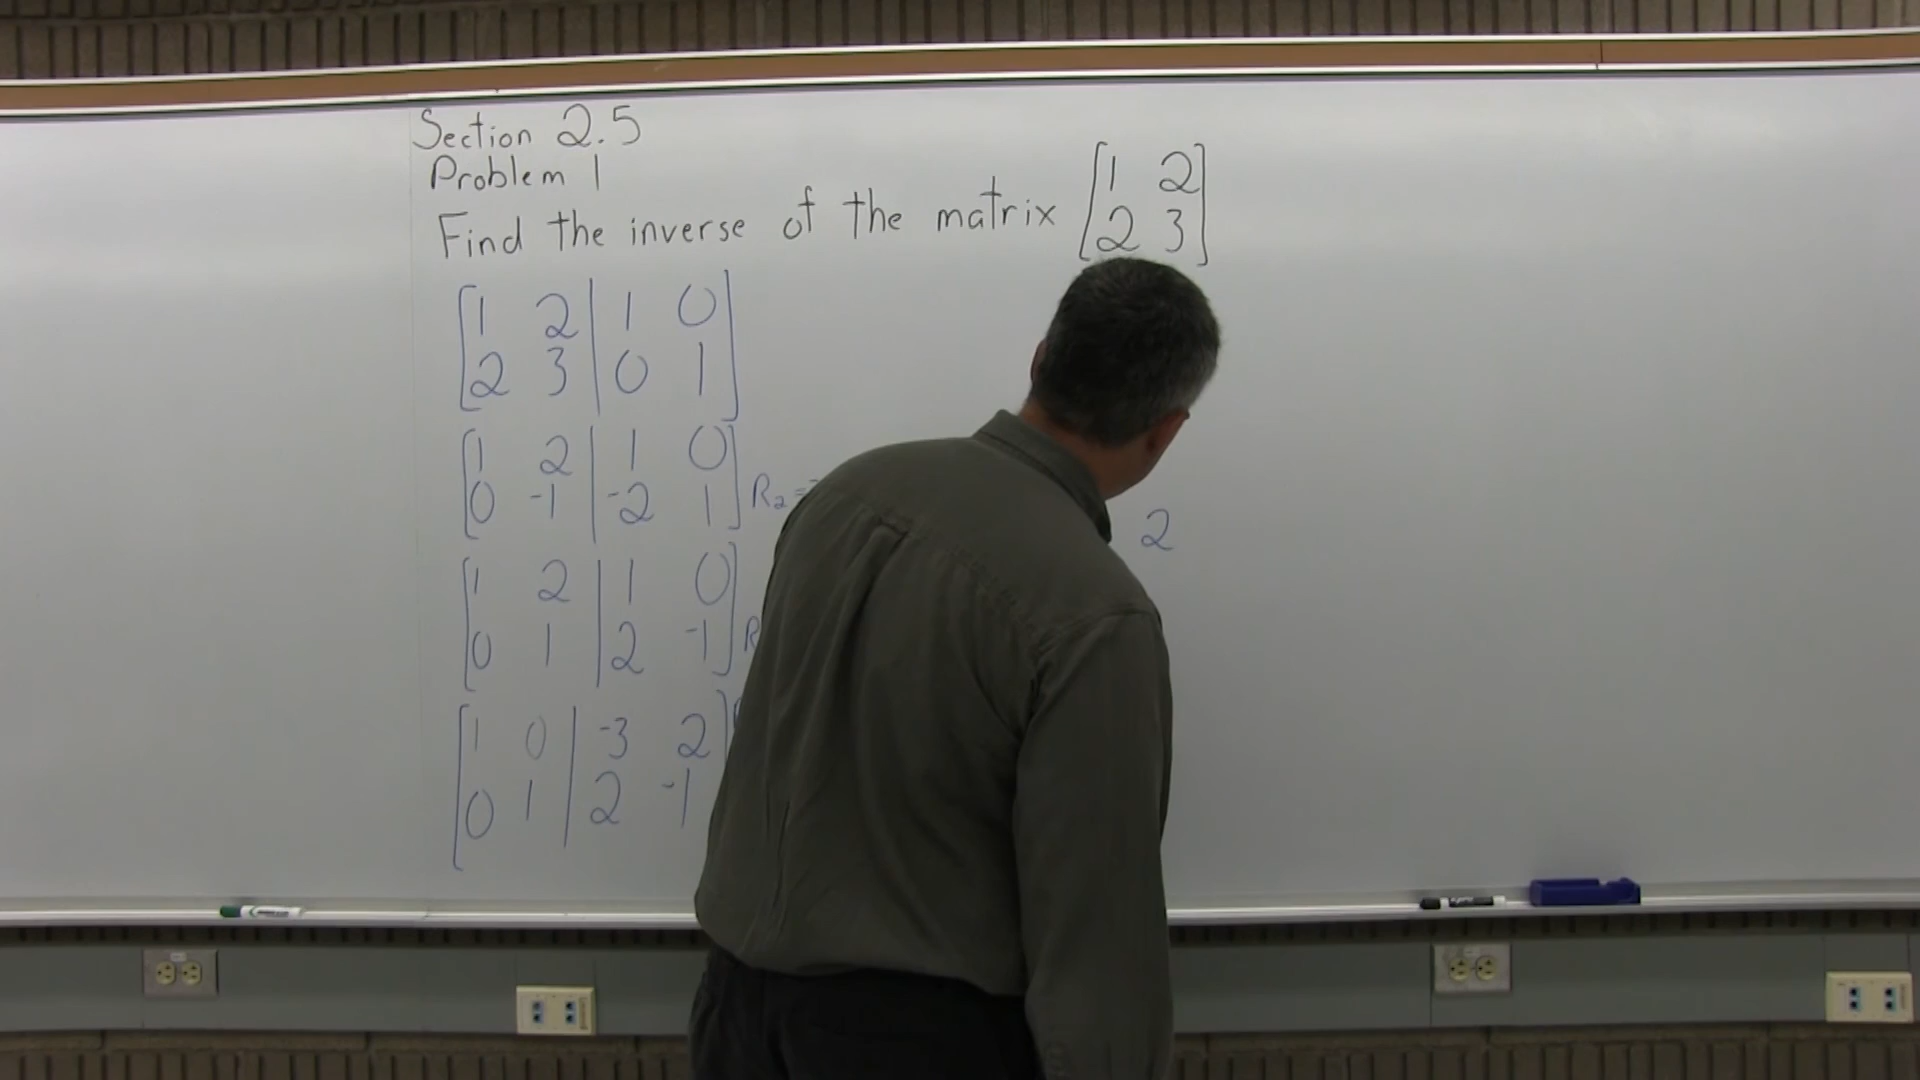 Section 2.5
Problem 1
Find the inverse of the matrix [1 2
2 3]
[1 2 | 1 0
2 3 | 0 1]
[1 2 | 1 0
0 -1 | -2 1] R₂ =
2
[1 2 | 1 0
0 1 | 2 -1] R
[1 0 | -3 2
0 1 | 2 -1